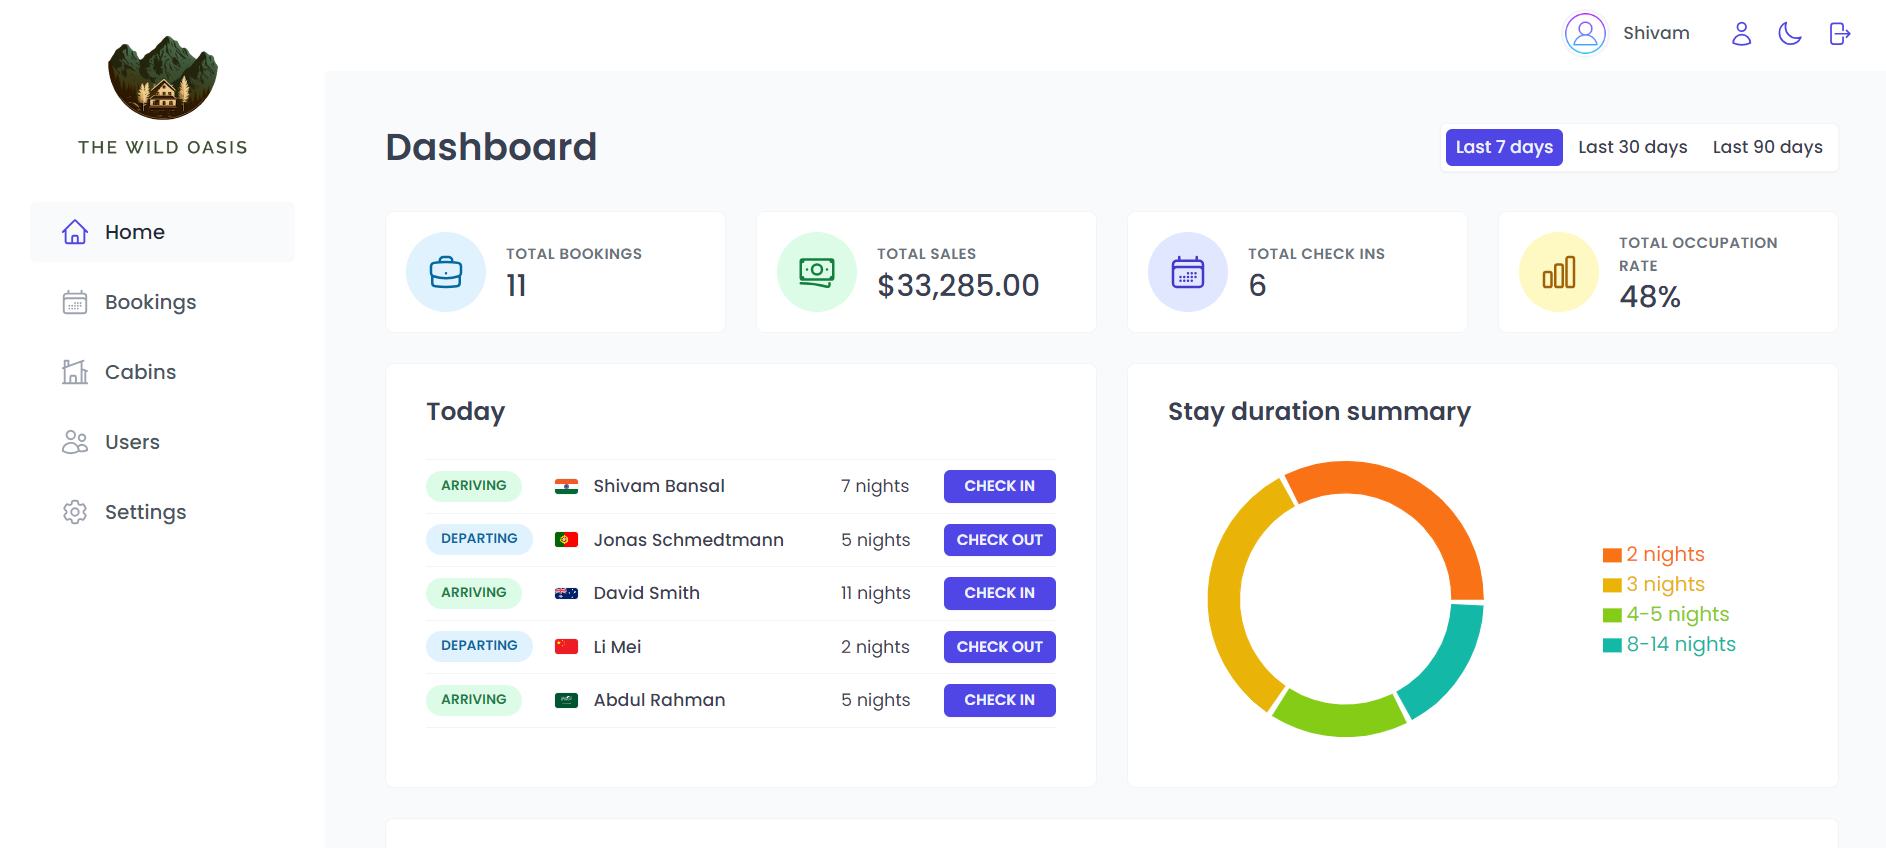 THE WILD OASIS
Home
Bookings
Cabins
Users
Settings
Shivam
Dashboard
Last 7 days Last 30 days Last 90 days
TOTAL BOOKINGS
11
TOTAL SALES
$33,285.00
TOTAL CHECK INS
6
TOTAL OCCUPATION
RATE
48%
Today
ARRIVING Shivam Bansal 7 nights CHECK IN
DEPARTING Jonas Schmedtmann 5 nights CHECK OUT
ARRIVING David Smith 11 nights CHECK IN
DEPARTING Li Mei 2 nights CHECK OUT
ARRIVING Abdul Rahman 5 nights CHECK IN
Stay duration summary
2 nights
3 nights
4-5 nights
8-14 nights